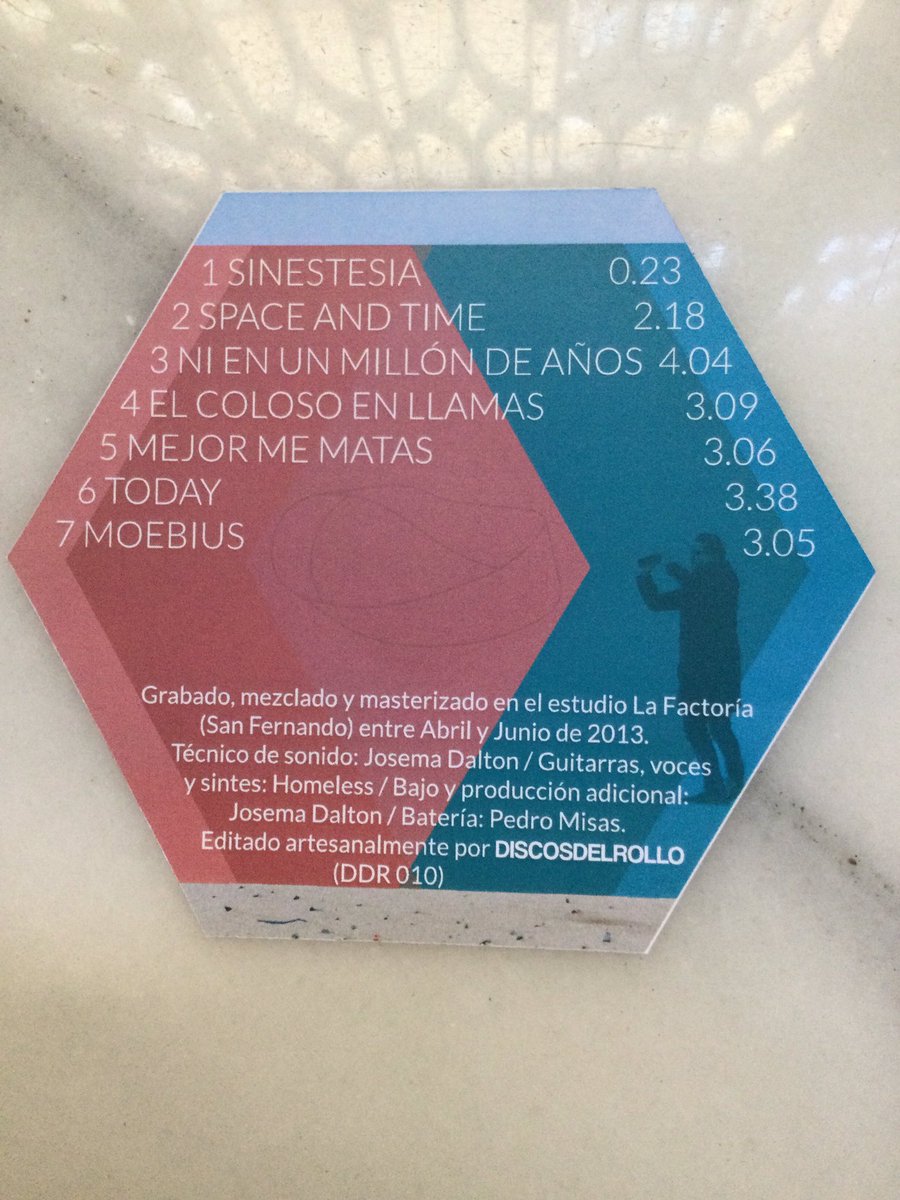 1 SINESTESIA 0.23
2 SPACE AND TIME 2.18
3 NI EN UN MILLÓN DE AÑOS 4.04
4 EL COLOSO EN LLAMAS 3.09
5 MEJOR ME MATAS 3.06
6 TODAY 3.38
7 MOEBIUS 3.05
Grabado, mezclado y masterizado en el estudio La Factoría
(San Fernando) entre Abril y Junio de 2013.
Técnico de sonido: Josema Dalton / Guitarras, voces
y sintes: Homeless / Bajo y producción adicional:
Josema Dalton / Batería: Pedro Misas.
Editado artesanalmente por DISCOSDELROLLO
(DDR 010)